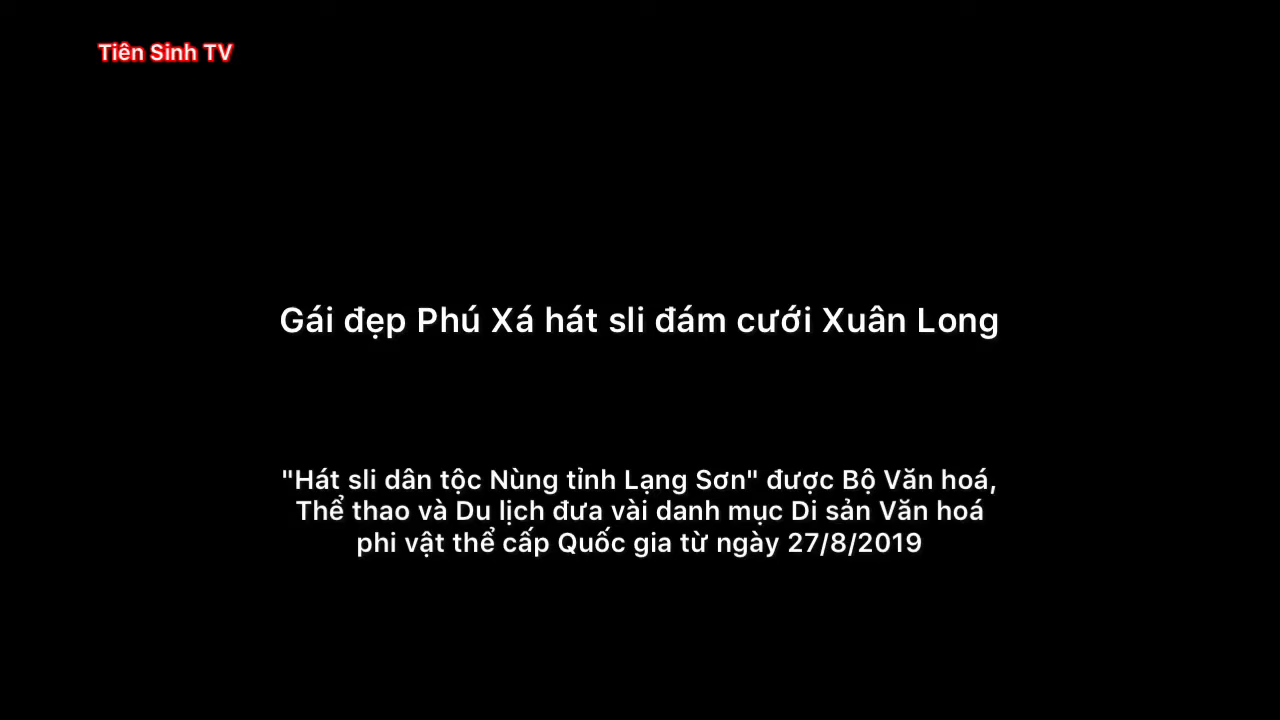 Tiên Sinh TV
Gái đẹp Phú Xá hát sli đám cưới Xuân Long
"Hát sli dân tộc Nùng tỉnh Lạng Sơn" được Bộ Văn hoá,
Thể thao và Du lịch đưa vài danh mục Di sản Văn hoá
phi vật thể cấp Quốc gia từ ngày 27/8/2019